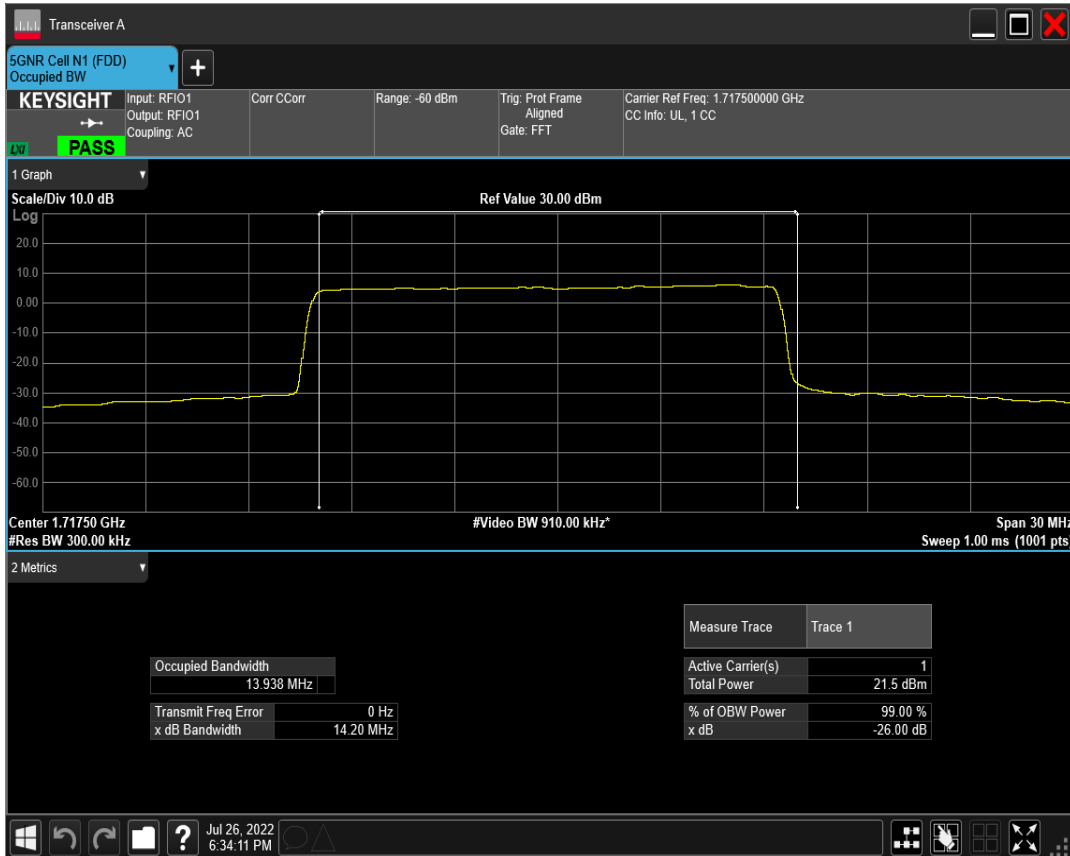 Transceiver A
5GNR Cell N1 (FDD)
Occupied BW
+
KEYSIGHT
LXI
PASS
Input: RFIO1
Output: RFIO1
Coupling: AC
Corr CCorr
Range: -60 dBm
Trig: Prot Frame
Aligned
Gate: FFT
Carrier Ref Freq: 1.717500000 GHz
CC Info: UL, 1 CC
1 Graph
Scale/Div 10.0 dB
Ref Value 30.00 dBm
Log
20.0
10.0
0.00
-10.0
-20.0
-30.0
-40.0
-50.0
-60.0
Center 1.71750 GHz
#Video BW 910.00 kHz*
Span 30 MHz
#Res BW 300.00 kHz
Sweep 1.00 ms (1001 pts)
2 Metrics
Measure Trace Trace 1
Occupied Bandwidth
13.938 MHz
Active Carrier(s) 1
Total Power 21.5 dBm
Transmit Freq Error 0 Hz
x dB Bandwidth 14.20 MHz
% of OBW Power 99.00 %
x dB -26.00 dB
?
Jul 26, 2022
6:34:11 PM